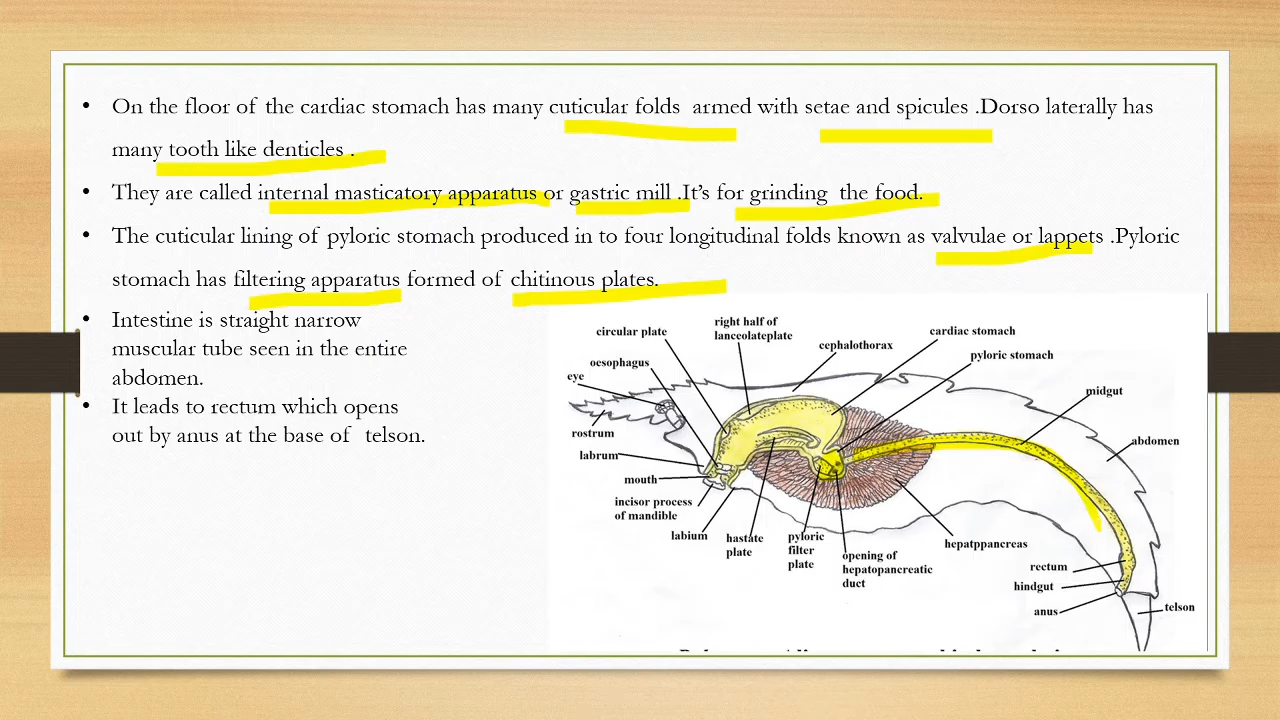 • On the floor of the cardiac stomach has many cuticular folds armed with setae and spicules .Dorso laterally has
many tooth like denticles .
• They are called internal masticatory apparatus or gastric mill .It's for grinding the food.
• The cuticular lining of pyloric stomach produced in to four longitudinal folds known as valvulae or lappets .Pyloric
stomach has filtering apparatus formed of chitinous plates.
• Intestine is straight narrow
muscular tube seen in the entire
abdomen.
• It leads to rectum which opens
out by anus at the base of telson.
circular plate
right half of
lanceolateplate
cephalothorax
cardiac stomach
pyloric stomach
oesophagus
eye
midgut
rostrum
abdomen
labrum
mouth
incisor process
of mandible
labium
hastate
plate
pyloric
filter
plate
opening of
hepatopancreatic
duct
hepatppancreas
rectum
hindgut
anus
telson